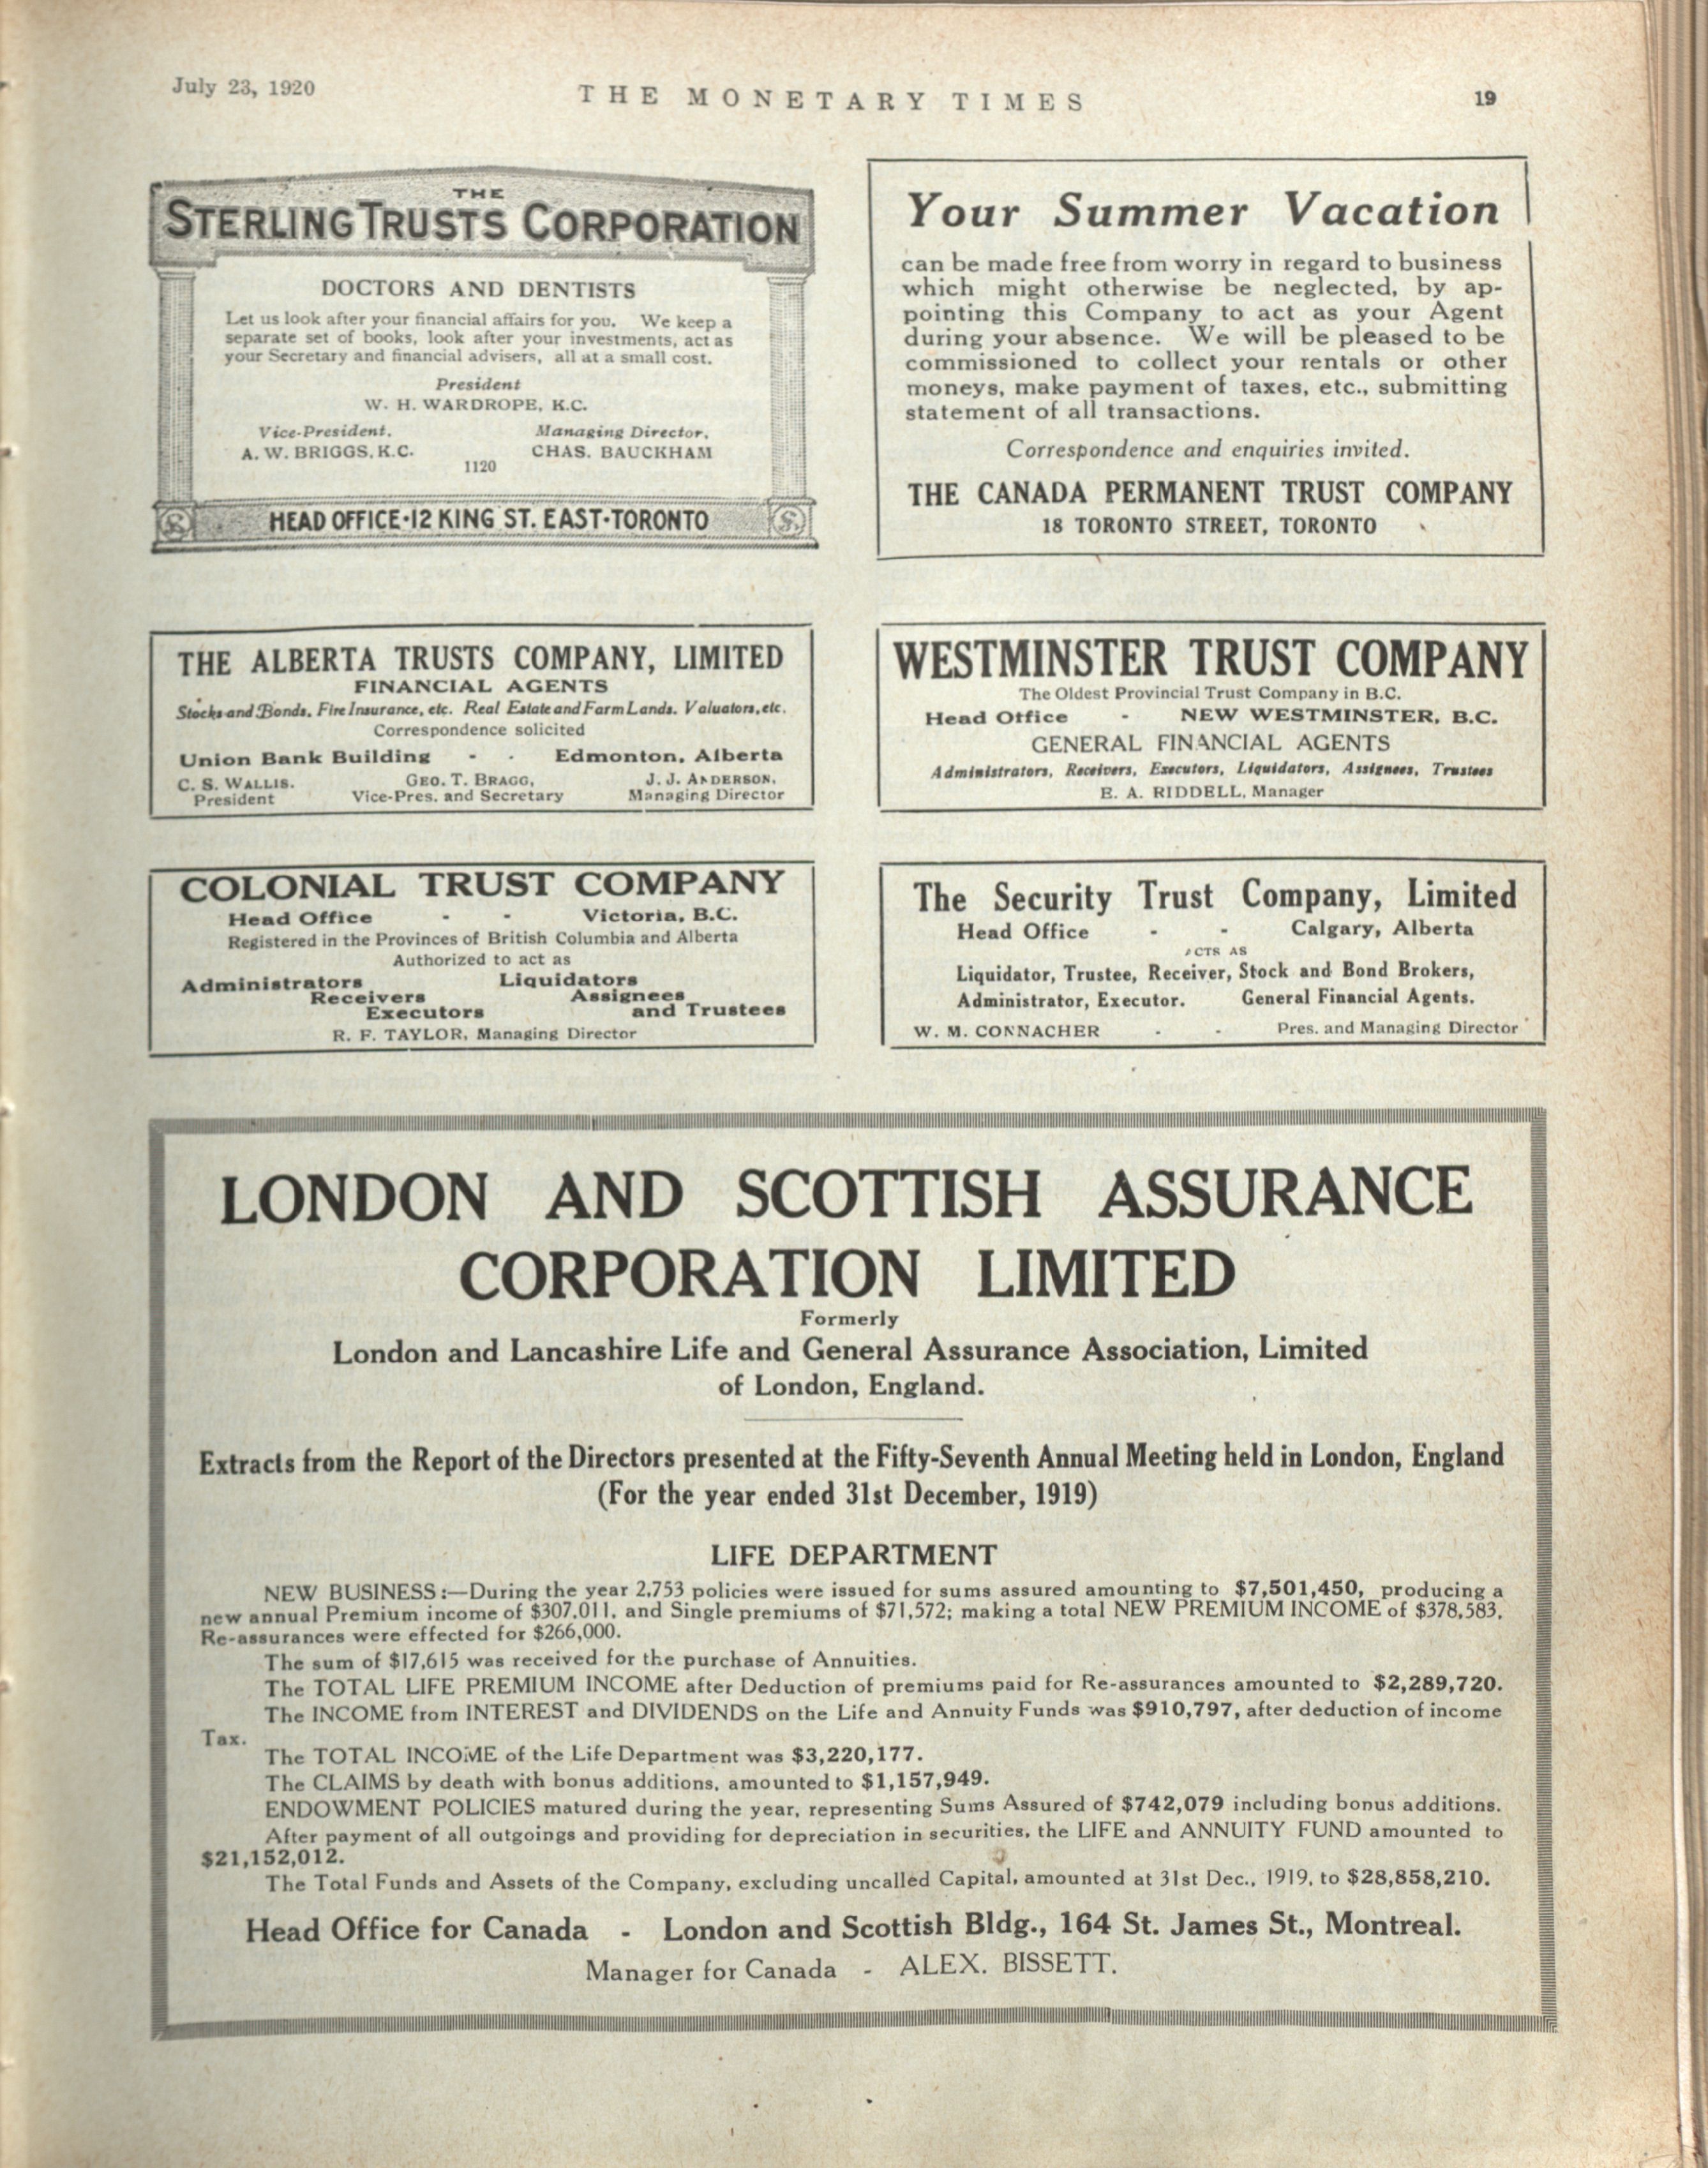 July 23, 1920
THE MONETARY TIMES
19
THE
STERLING TRUSTS CORPORATION
DOCTORS AND DENTISTS
Let us look after your financial affairs for you. We keep a
separate set of books, look after your investments, act as
your Secretary and financial advisers, all at a small cost.
President
W. H. WARDROPE, K.C.
Vice-President, Managing Director,
A. W. BRIGGS, K.C. CHAS. BAUCKHAM
1120
HEAD OFFICE·12 KING ST. EAST·TORONTO
Your Summer Vacation
can be made free from worry in regard to business
which might otherwise be neglected, by ap-
pointing this Company to act as your Agent
during your absence. We will be pleased to be
commissioned to collect your rentals or other
moneys, make payment of taxes, etc., submitting
statement of all transactions.
Correspondence and enquiries invited.
THE CANADA PERMANENT TRUST COMPANY
18 TORONTO STREET, TORONTO
THE ALBERTA TRUSTS COMPANY, LIMITED
FINANCIAL AGENTS
Stocks and Bonds, Fire Insurance, etc. Real Estate and Farm Lands. Valuators, etc.
Correspondence solicited
Union Bank Building - - Edmonton, Alberta
C. S. WALLIS. GEO. T. BRAGG, J. J. ANDERSON,
President Vice-Pres. and Secretary Managing Director
WESTMINSTER TRUST COMPANY
The Oldest Provincial Trust Company in B.C.
Head Office - NEW WESTMINSTER, B.C.
GENERAL FINANCIAL AGENTS
Administrators, Receivers, Executors, Liquidators, Assignees, Trustees
E. A. RIDDELL, Manager
COLONIAL TRUST COMPANY
Head Office - - Victoria, B.C.
Registered in the Provinces of British Columbia and Alberta
Authorized to act as
Administrators Liquidators
Receivers Assignees
Executors and Trustees
R. F. TAYLOR, Managing Director
The Security Trust Company, Limited
Head Office - - Calgary, Alberta
ACTS AS
Liquidator, Trustee, Receiver, Stock and Bond Brokers,
Administrator, Executor. General Financial Agents.
W. M. CONNACHER - - Pres. and Managing Director
LONDON AND SCOTTISH ASSURANCE
CORPORATION LIMITED
Formerly
London and Lancashire Life and General Assurance Association, Limited
of London, England.
Extracts from the Report of the Directors presented at the Fifty-Seventh Annual Meeting held in London, England
(For the year ended 31st December, 1919)
LIFE DEPARTMENT
NEW BUSINESS:—During the year 2,753 policies were issued for sums assured amounting to $7,501,450, producing a
new annual Premium income of $307,011, and Single premiums of $71,572; making a total NEW PREMIUM INCOME of $378,583.
Re-assurances were effected for $266,000.
The sum of $17,615 was received for the purchase of Annuities.
The TOTAL LIFE PREMIUM INCOME after Deduction of premiums paid for Re-assurances amounted to $2,289,720.
The INCOME from INTEREST and DIVIDENDS on the Life and Annuity Funds was $910,797, after deduction of income
Tax.
The TOTAL INCOME of the Life Department was $3,220,177.
The CLAIMS by death with bonus additions, amounted to $1,157,949.
ENDOWMENT POLICIES matured during the year, representing Sums Assured of $742,079 including bonus additions.
After payment of all outgoings and providing for depreciation in securities, the LIFE and ANNUITY FUND amounted to
$21,152,012.
The Total Funds and Assets of the Company, excluding uncalled Capital, amounted at 31st Dec., 1919, to $28,858,210.
Head Office for Canada - London and Scottish Bldg., 164 St. James St., Montreal.
Manager for Canada - ALEX. BISSETT.